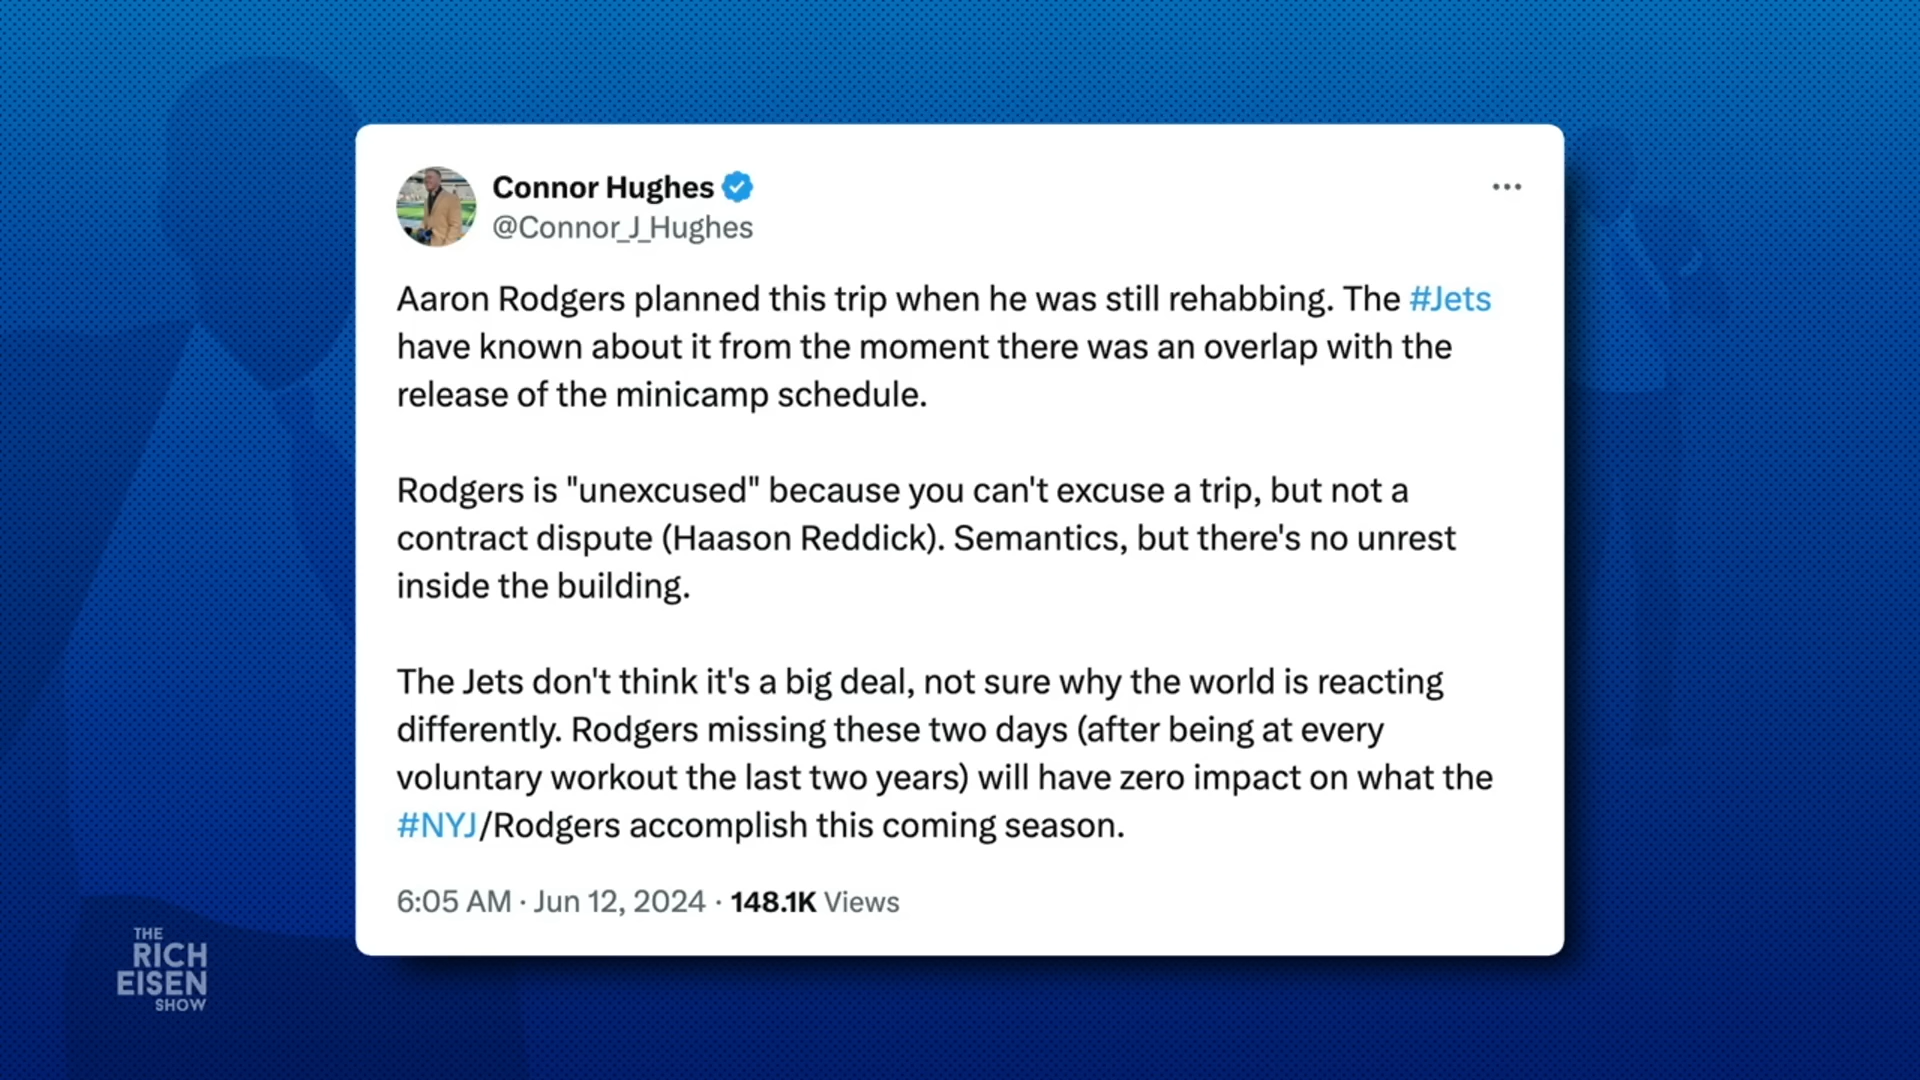 Connor Hughes
@Connor_J_Hughes
Aaron Rodgers planned this trip when he was still rehabbing. The #Jets
have known about it from the moment there was an overlap with the
release of the minicamp schedule.
Rodgers is "unexcused" because you can't excuse a trip, but not a
contract dispute (Haason Reddick). Semantics, but there's no unrest
inside the building.
The Jets don't think it's a big deal, not sure why the world is reacting
differently. Rodgers missing these two days (after being at every
voluntary workout the last two years) will have zero impact on what the
#NYJ/Rodgers accomplish this coming season.
6:05 AM · Jun 12, 2024 · 148.1K Views
THE
RICH
EISEN
SHOW